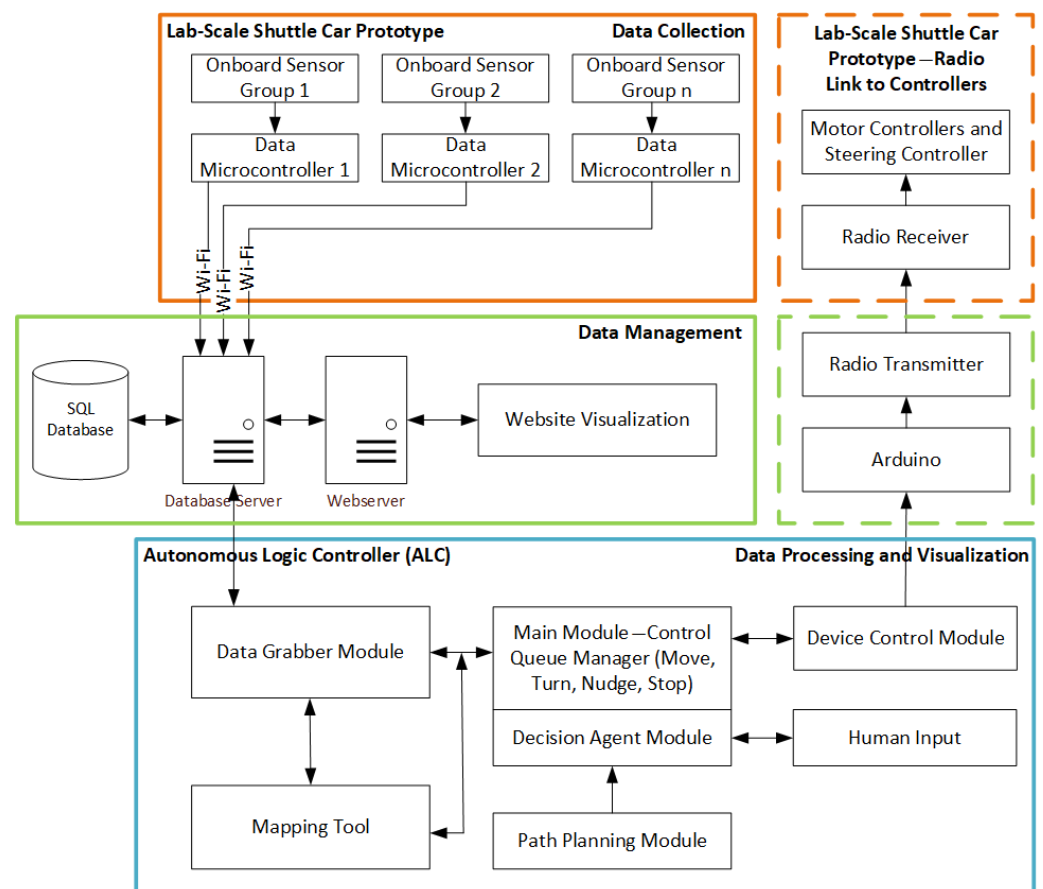 Lab-Scale Shuttle Car Prototype
Data Collection
Onboard Sensor
Group 1
Onboard Sensor
Group 2
Onboard Sensor
Group n
Data
Microcontroller 1
Data
Microcontroller 2
Data
Microcontroller n
Wi-Fi
Wi-Fi
Wi-Fi
Lab-Scale Shuttle Car
Prototype—Radio
Link to Controllers
Motor Controllers and
Steering Controller
Radio Receiver
Data Management
SQL
Database
Database Server
Webserver
Website Visualization
Radio Transmitter
Arduino
Autonomous Logic Controller (ALC)
Data Processing and Visualization
Data Grabber Module
Main Module—Control
Queue Manager (Move,
Turn, Nudge, Stop)
Device Control Module
Decision Agent Module
Human Input
Mapping Tool
Path Planning Module